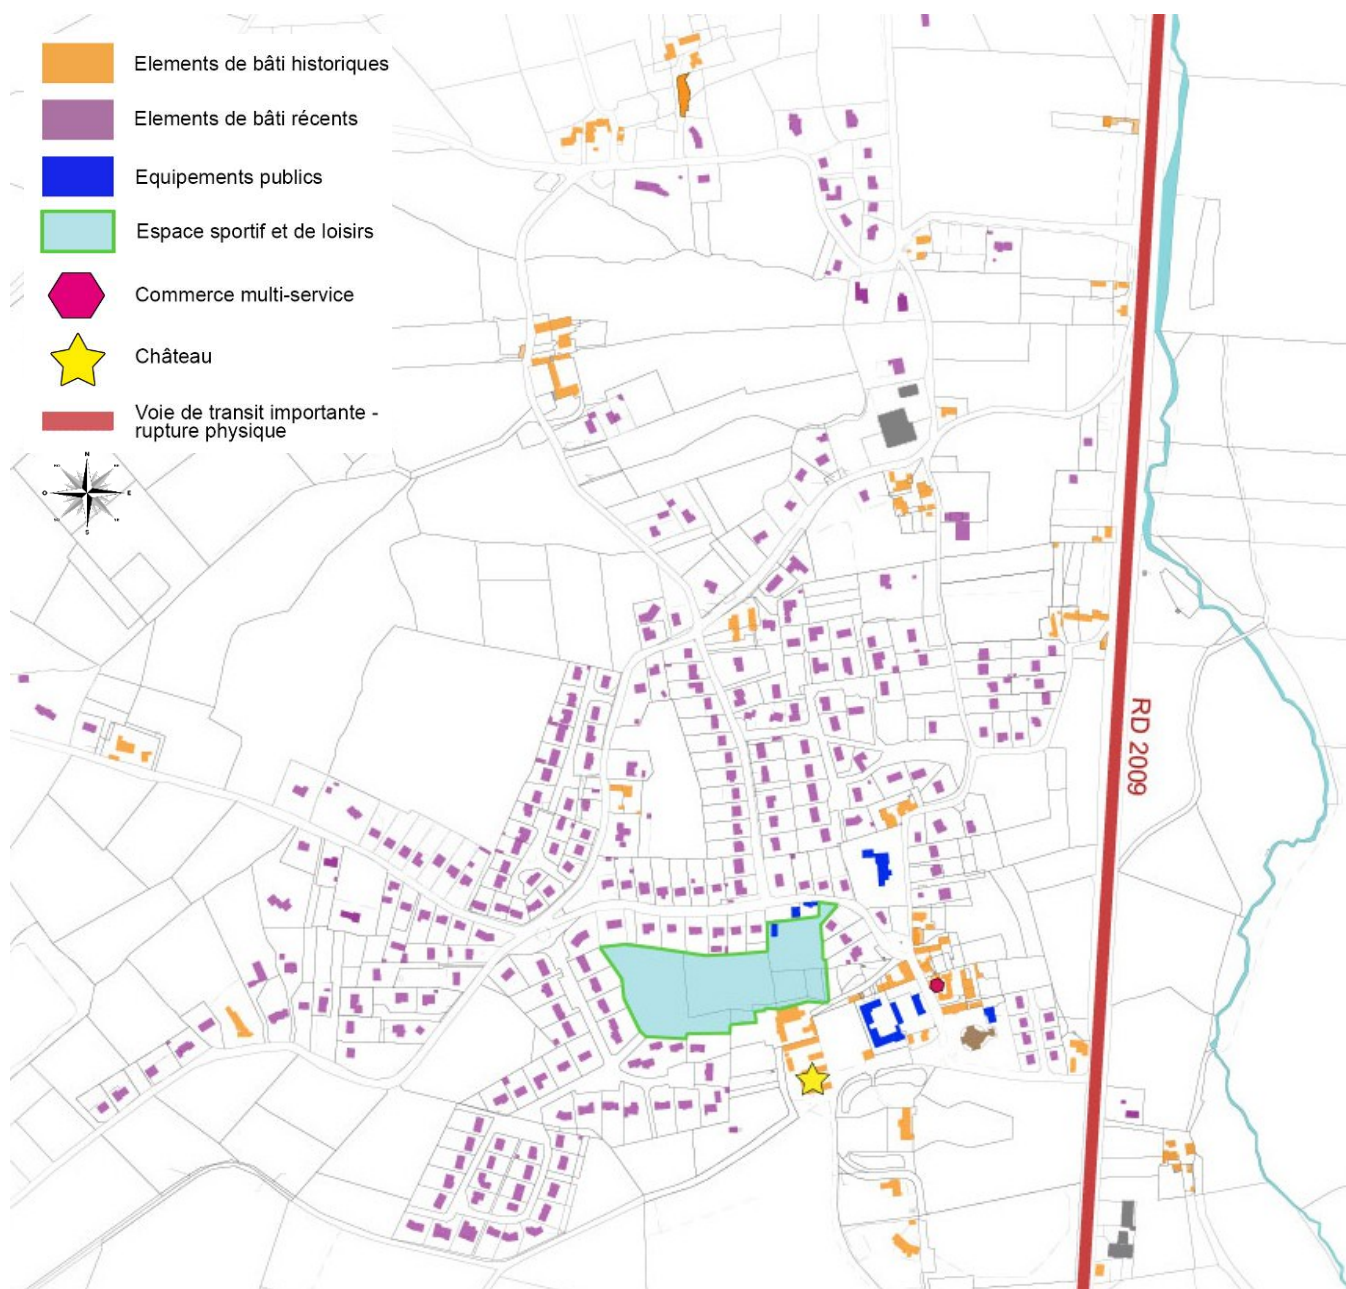 Elements de bâti historiques
Elements de bâti récents
Equipements publics
Espace sportif et de loisirs
Commerce multi-service
Château
Voie de transit importante -
rupture physique
N
O
E
S
RD 2009